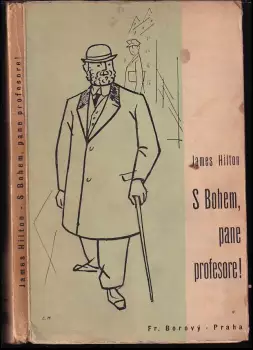 James Hilton - S Bohem, pane profesore!
James Hilton
S Bohem,
pane
profesore!
Fr. Borový - Praha